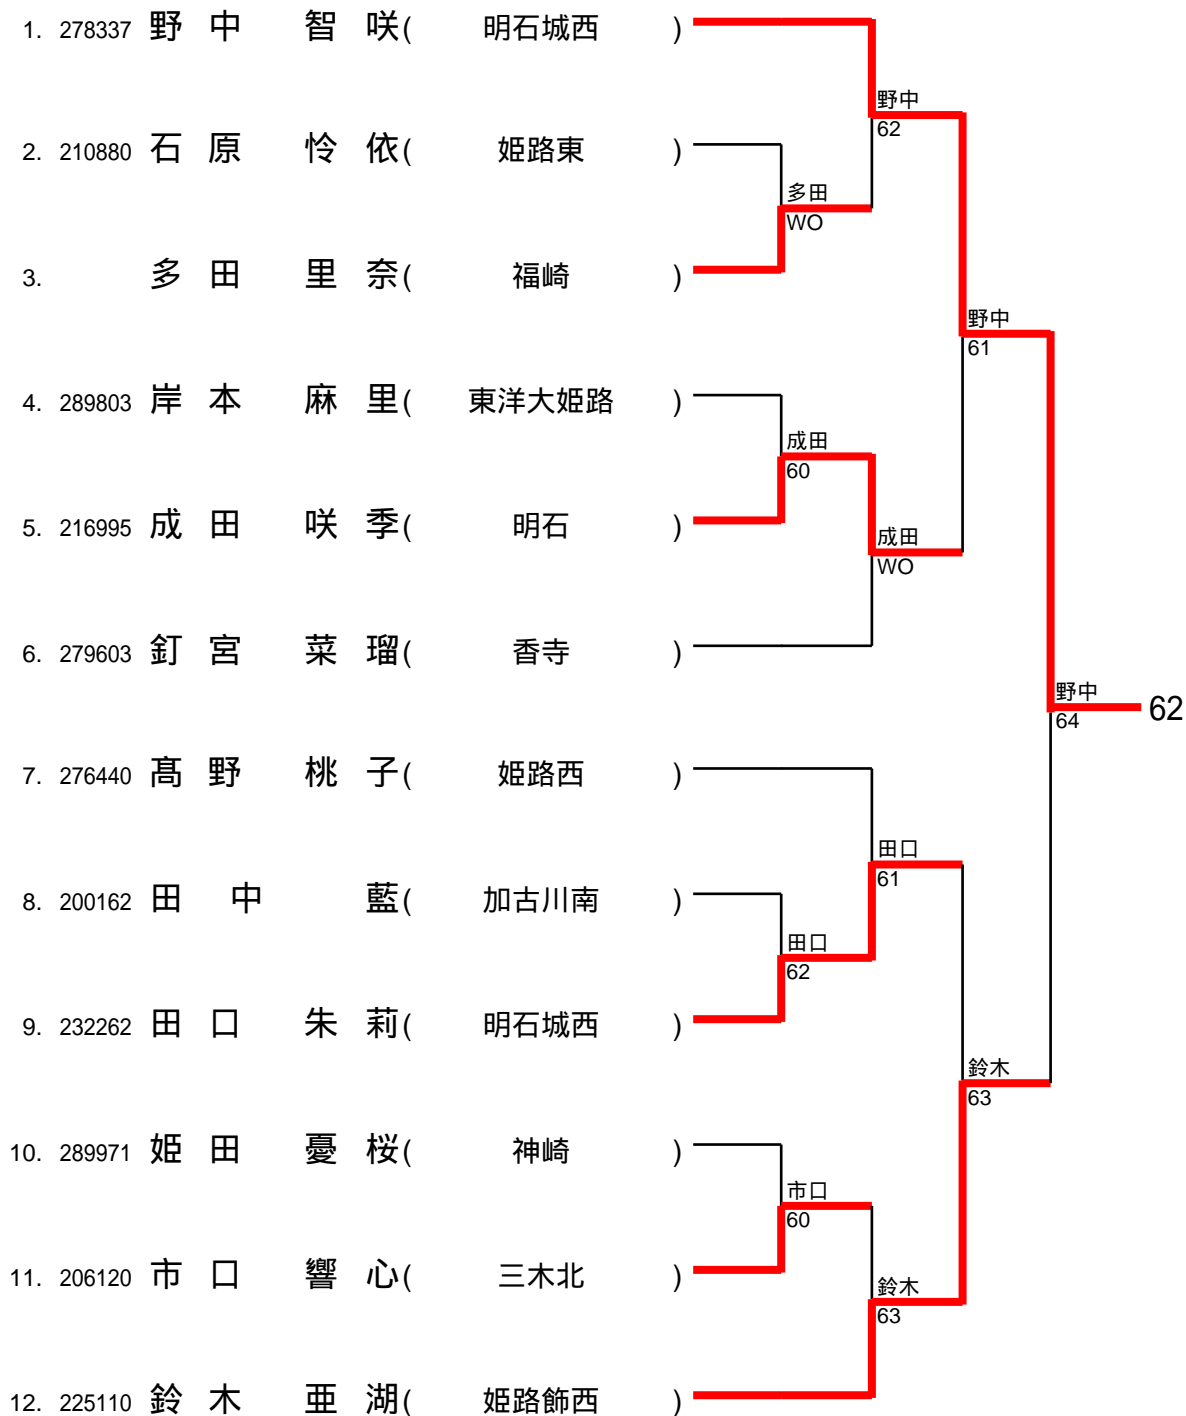 1. 278337 野中 智咲( 明石城西 )
野中
62
2. 210880 石原 怜依( 姫路東 )
多田
WO
3. 多田 里奈( 福崎 )
野中
61
4. 289803 岸本 麻里( 東洋大姫路 )
成田
60
5. 216995 成田 咲季( 明石 )
成田
WO
6. 279603 釘宮 菜瑠( 香寺 )
野中
64
62
7. 276440 髙野 桃子( 姫路西 )
田口
61
8. 200162 田中 藍( 加古川南 )
田口
62
9. 232262 田口 朱莉( 明石城西 )
鈴木
63
10. 289971 姫田 憂桜( 神崎 )
市口
60
11. 206120 市口 響心( 三木北 )
鈴木
63
12. 225110 鈴木 亜湖( 姫路飾西 )